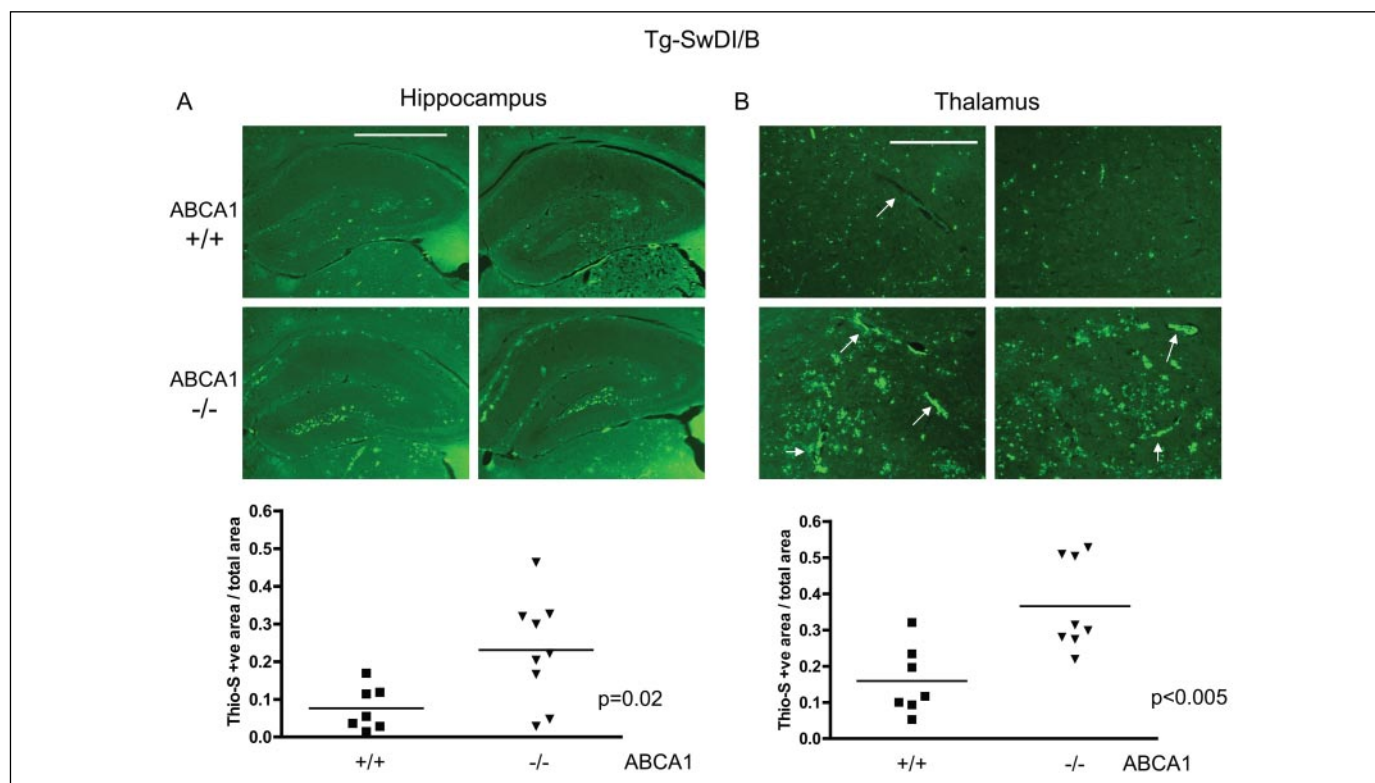 Tg-SwDI/B
A Hippocampus
B Thalamus
ABCA1
+/+
ABCA1
-/-
Thio-S +ve area / total area
0.6
0.5
0.4
0.3
0.2
0.1
0.0
p=0.02
+/+ -/- ABCA1
Thio-S +ve area / total area
0.6
0.5
0.4
0.3
0.2
0.1
0.0
p<0.005
+/+ -/- ABCA1